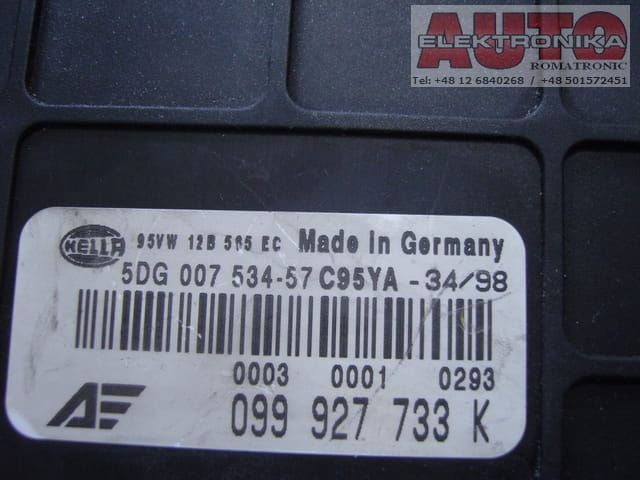 AUTO
ELEKTRONIKA
ROMATRONIC
Tel: +48 12 6840268 / +48 501572451
HELLA 95VW 12B 565 EC Made in Germany
5DG 007 534-57 C95YA - 34/98
0003 0001 0293
AE 099 927 733 K